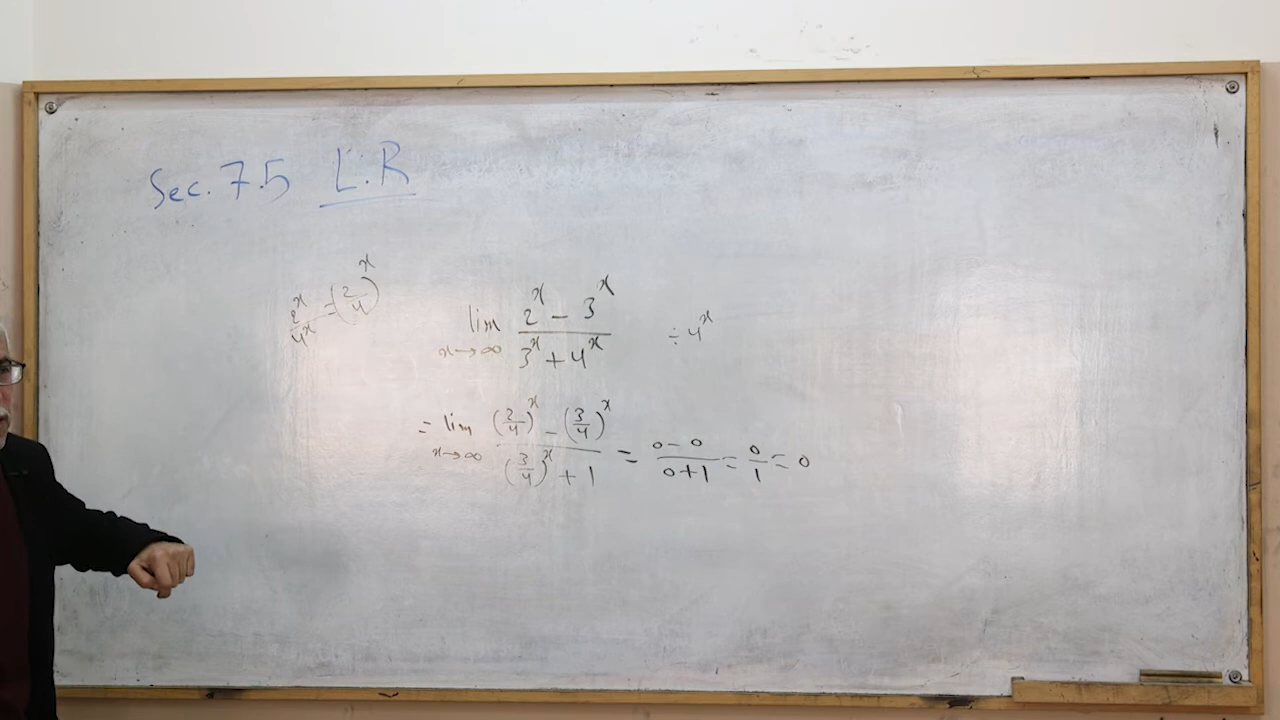 Sec. 7.5 L'.R
2^x/4^x = (2/4)^x
lim x→∞ (2^x - 3^x)/(3^x + 4^x) ÷ 4^x
= lim x→∞ ((2/4)^x - (3/4)^x)/((3/4)^x + 1) = (0-0)/(0+1) = 0/1 = 0